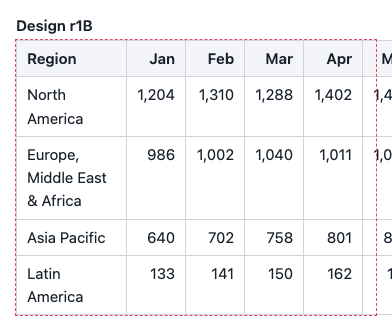 Design r1B
Region Jan Feb Mar Apr
North 1,204 1,310 1,288 1,402
America
Europe, 986 1,002 1,040 1,011
Middle East
& Africa
Asia Pacific 640 702 758 801
Latin 133 141 150 162
America